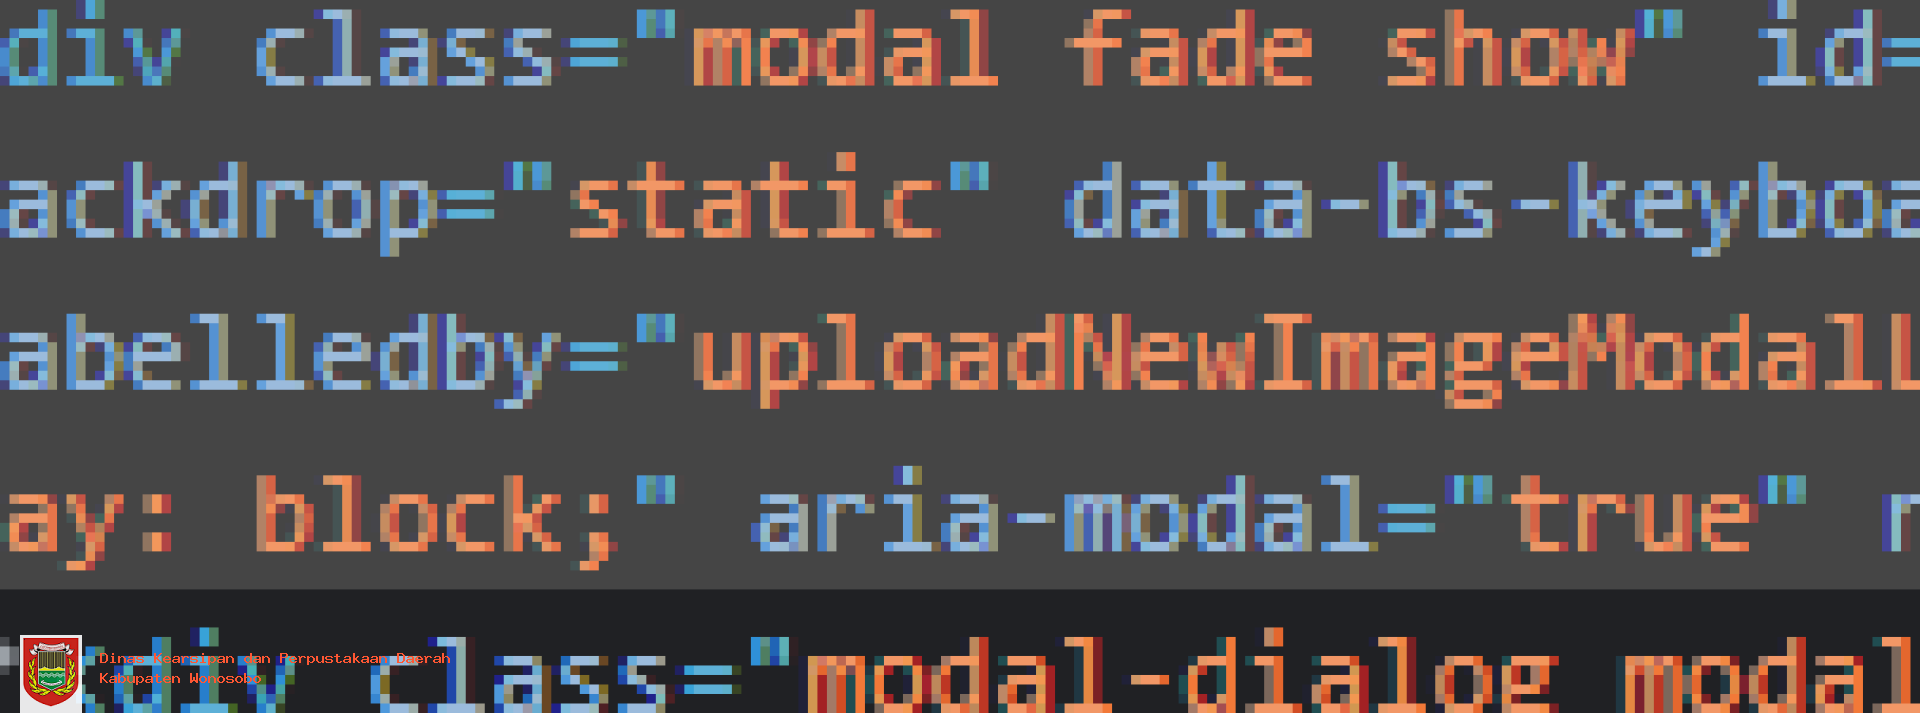 div class="modal fade show" id=
ackdrop="static" data-bs-keyboa
abelledby="uploadNewImageModalL
ay: block;" aria-modal="true" r
div class="modal-dialog modal
Dinas Kearsipan dan Perpustakaan Daerah
Kabupaten Wonosobo